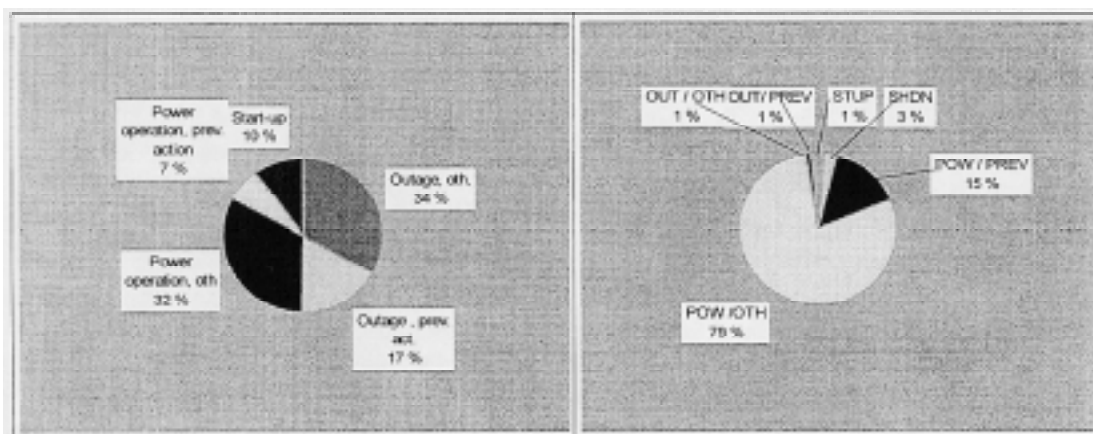 Power
operation, prev.
action
7 %
Start-up
10 %
Outage, oth.
34 %
Power
operation, oth
32 %
Outage , prev.
act.
17 %
OUT / OTH
1 %
OUT/ PREV
1 %
STUP
1 %
SHDN
3 %
POW / PREV
15 %
POW /OTH
79 %